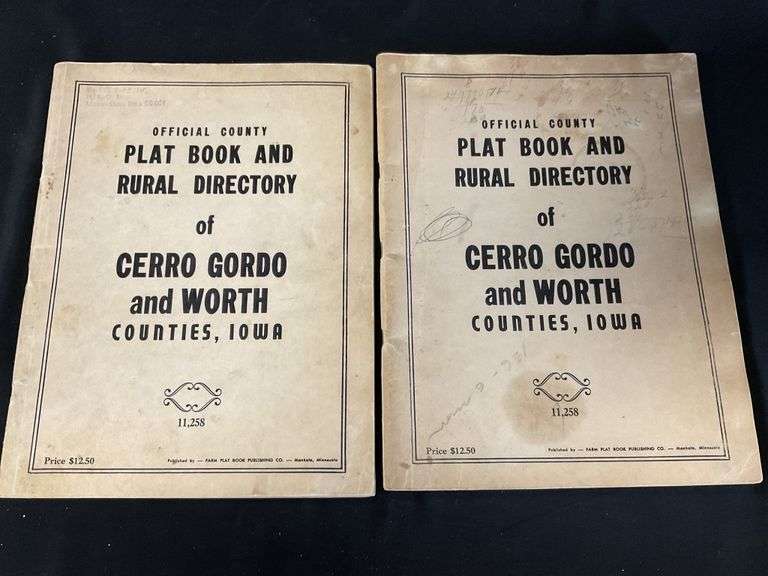 OFFICIAL COUNTY
PLAT BOOK AND
RURAL DIRECTORY
of
CERRO GORDO
and WORTH
COUNTIES, IOWA
11,258
Price $12.50
Published by — FARM PLAT BOOK PUBLISHING CO. — Mankato, Minnesota
OFFICIAL COUNTY
PLAT BOOK AND
RURAL DIRECTORY
of
CERRO GORDO
and WORTH
COUNTIES, IOWA
11,258
Price $12.50
Published by — FARM PLAT BOOK PUBLISHING CO. — Mankato, Minnesota